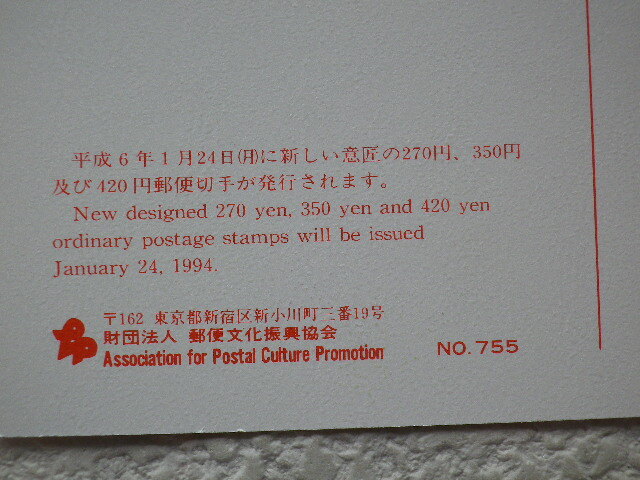 平成6年1月24日(月)に新しい意匠の270円、350円
及び420円郵便切手が発行されます。
New designed 270 yen, 350 yen and 420 yen
ordinary postage stamps will be issued
January 24, 1994.
〒162 東京都新宿区新小川町三番19号
財団法人 郵便文化振興協会
Association for Postal Culture Promotion
NO. 755